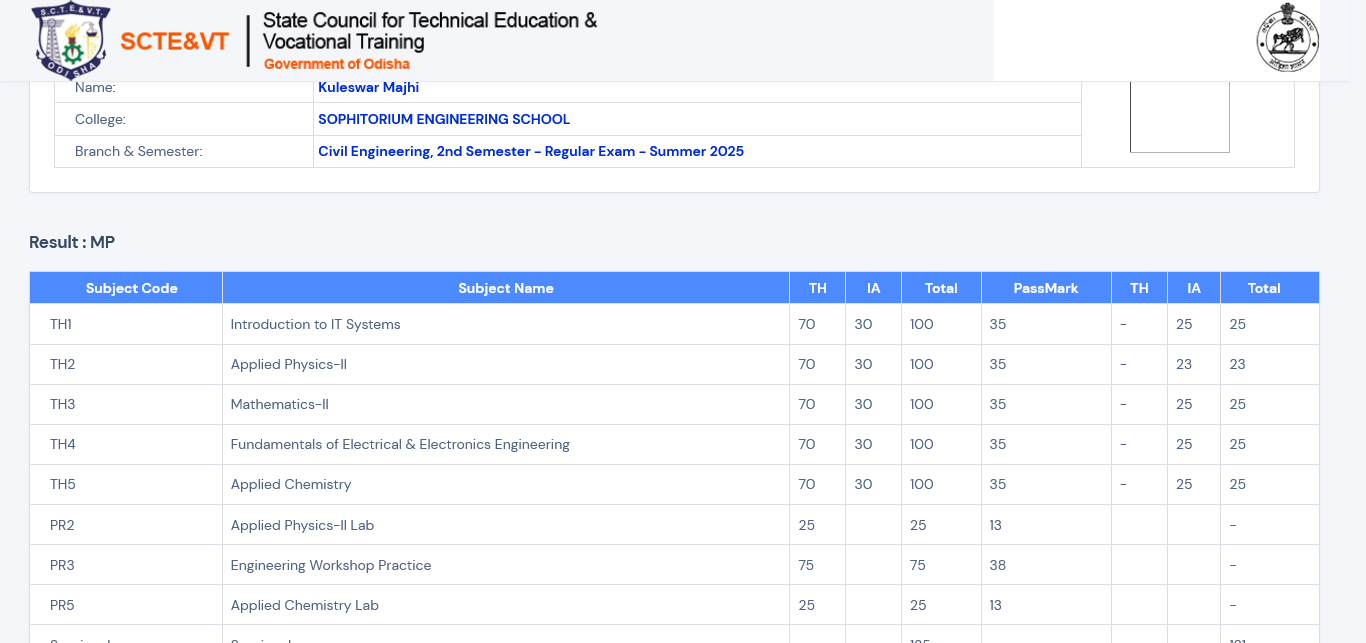 S.C.T.E.& V.T.
ODISHA
SCTE&VT
State Council for Technical Education &
Vocational Training
Government of Odisha
Name: Kuleswar Majhi
College: SOPHITORIUM ENGINEERING SCHOOL
Branch & Semester: Civil Engineering, 2nd Semester - Regular Exam - Summer 2025
Result : MP
Subject Code Subject Name TH IA Total PassMark TH IA Total
TH1 Introduction to IT Systems 70 30 100 35 - 25 25
TH2 Applied Physics-II 70 30 100 35 - 23 23
TH3 Mathematics-II 70 30 100 35 - 25 25
TH4 Fundamentals of Electrical & Electronics Engineering 70 30 100 35 - 25 25
TH5 Applied Chemistry 70 30 100 35 - 25 25
PR2 Applied Physics-II Lab 25 25 13 -
PR3 Engineering Workshop Practice 75 75 38 -
PR5 Applied Chemistry Lab 25 25 13 -